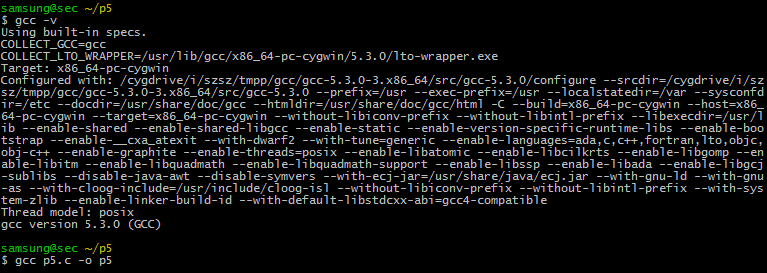 samsung@sec ~/p5
$ gcc -v
Using built-in specs.
COLLECT_GCC=gcc
COLLECT_LTO_WRAPPER=/usr/lib/gcc/x86_64-pc-cygwin/5.3.0/lto-wrapper.exe
Target: x86_64-pc-cygwin
Configured with: /cygdrive/i/szsz/tmpp/gcc/gcc-5.3.0-3.x86_64/src/gcc-5.3.0/configure --srcdir=/cygdrive/i/szs
sz/tmpp/gcc/gcc-5.3.0-3.x86_64/src/gcc-5.3.0 --prefix=/usr --exec-prefix=/usr --localstatedir=/var --sysconfd
ir=/etc --docdir=/usr/share/doc/gcc --htmldir=/usr/share/doc/gcc/html -C --build=x86_64-pc-cygwin --host=x86_
64-pc-cygwin --target=x86_64-pc-cygwin --without-libiconv-prefix --without-libintl-prefix --libexecdir=/usr/l
ib --enable-shared --enable-shared-libgcc --enable-static --enable-version-specific-runtime-libs --enable-boo
tstrap --enable-__cxa_atexit --with-dwarf2 --with-tune=generic --enable-languages=ada,c,c++,fortran,lto,objc,
obj-c++ --enable-graphite --enable-threads=posix --enable-libatomic --enable-libcilkrts --enable-libgomp --en
able-libitm --enable-libquadmath --enable-libquadmath-support --enable-libssp --enable-libada --enable-libgcj
-sublibs --disable-java-awt --disable-symvers --with-ecj-jar=/usr/share/java/ecj.jar --with-gnu-ld --with-gnu
-as --with-cloog-include=/usr/include/cloog-isl --without-libiconv-prefix --without-libintl-prefix --with-sys
tem-zlib --enable-linker-build-id --with-default-libstdcxx-abi=gcc4-compatible
Thread model: posix
gcc version 5.3.0 (GCC)
samsung@sec ~/p5
$ gcc p5.c -o p5